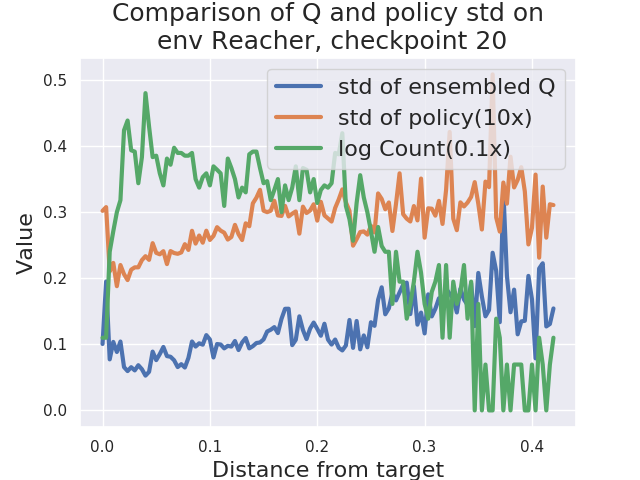 Comparison of Q and policy std on
env Reacher, checkpoint 20
std of ensembled Q
std of policy(10x)
log Count(0.1x)
Value
0.5
0.4
0.3
0.2
0.1
0.0
0.0 0.1 0.2 0.3 0.4
Distance from target